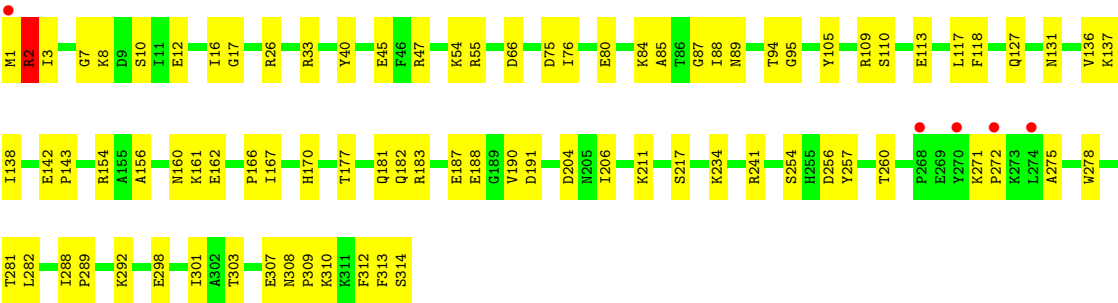 M1 R2 I3 G7 K8 D9 S10 I11 E12 I16 G17 R26 R33 Y40 E45 F46 R47 K54 R55 D66 D75 I76 E80 K84 A85 T86 G87 I88 N89 T94 G95 Y105 R109 S110 E113 L117 F118 Q127 N131 V136 K137
I138 E142 P143 R154 A155 A156 N160 K161 E162 P166 I167 H170 T177 Q181 Q182 R183 E187 E188 G189 V190 D191 D204 N205 I206 K211 S217 K234 R241 S254 H255 D256 Y257 T260 P268 E269 Y270 K271 P272 K273 L274 A275 W278
T281 L282 I288 P289 K292 E298 I301 A302 T303 E307 N308 P309 K310 K311 F312 F313 S314